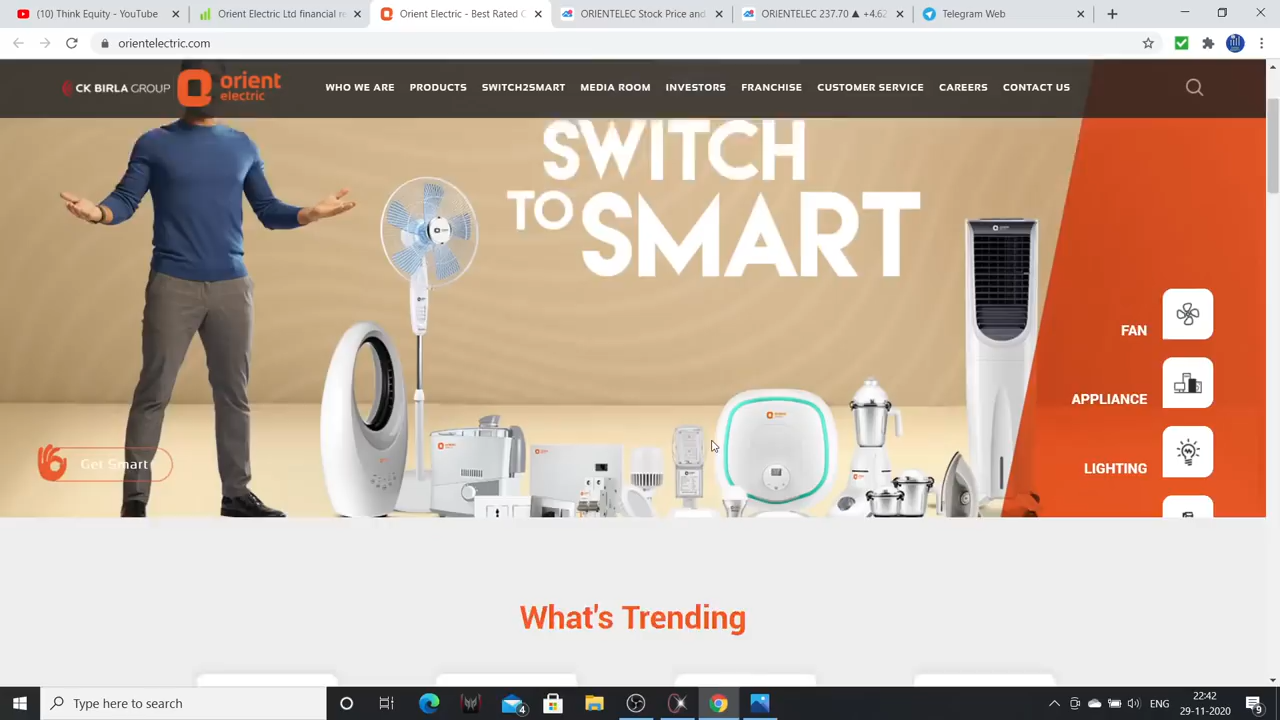 (10) Think Equity - YouTube
Orient Electric Ltd financial re
Orient Electric - Best Rated C
ORIENTELEC Stock Price and
ORIENTELEC 237.70 ▲ +4.62
Telegram Web
orientelectric.com
CK BIRLA GROUP
orient
electric
WHO WE ARE
PRODUCTS
SWITCH2SMART
MEDIA ROOM
INVESTORS
FRANCHISE
CUSTOMER SERVICE
CAREERS
CONTACT US
SWITCH
TO SMART
FAN
APPLIANCE
LIGHTING
Get Smart
What's Trending
Type here to search
4
ENG
22:42
29-11-2020
9